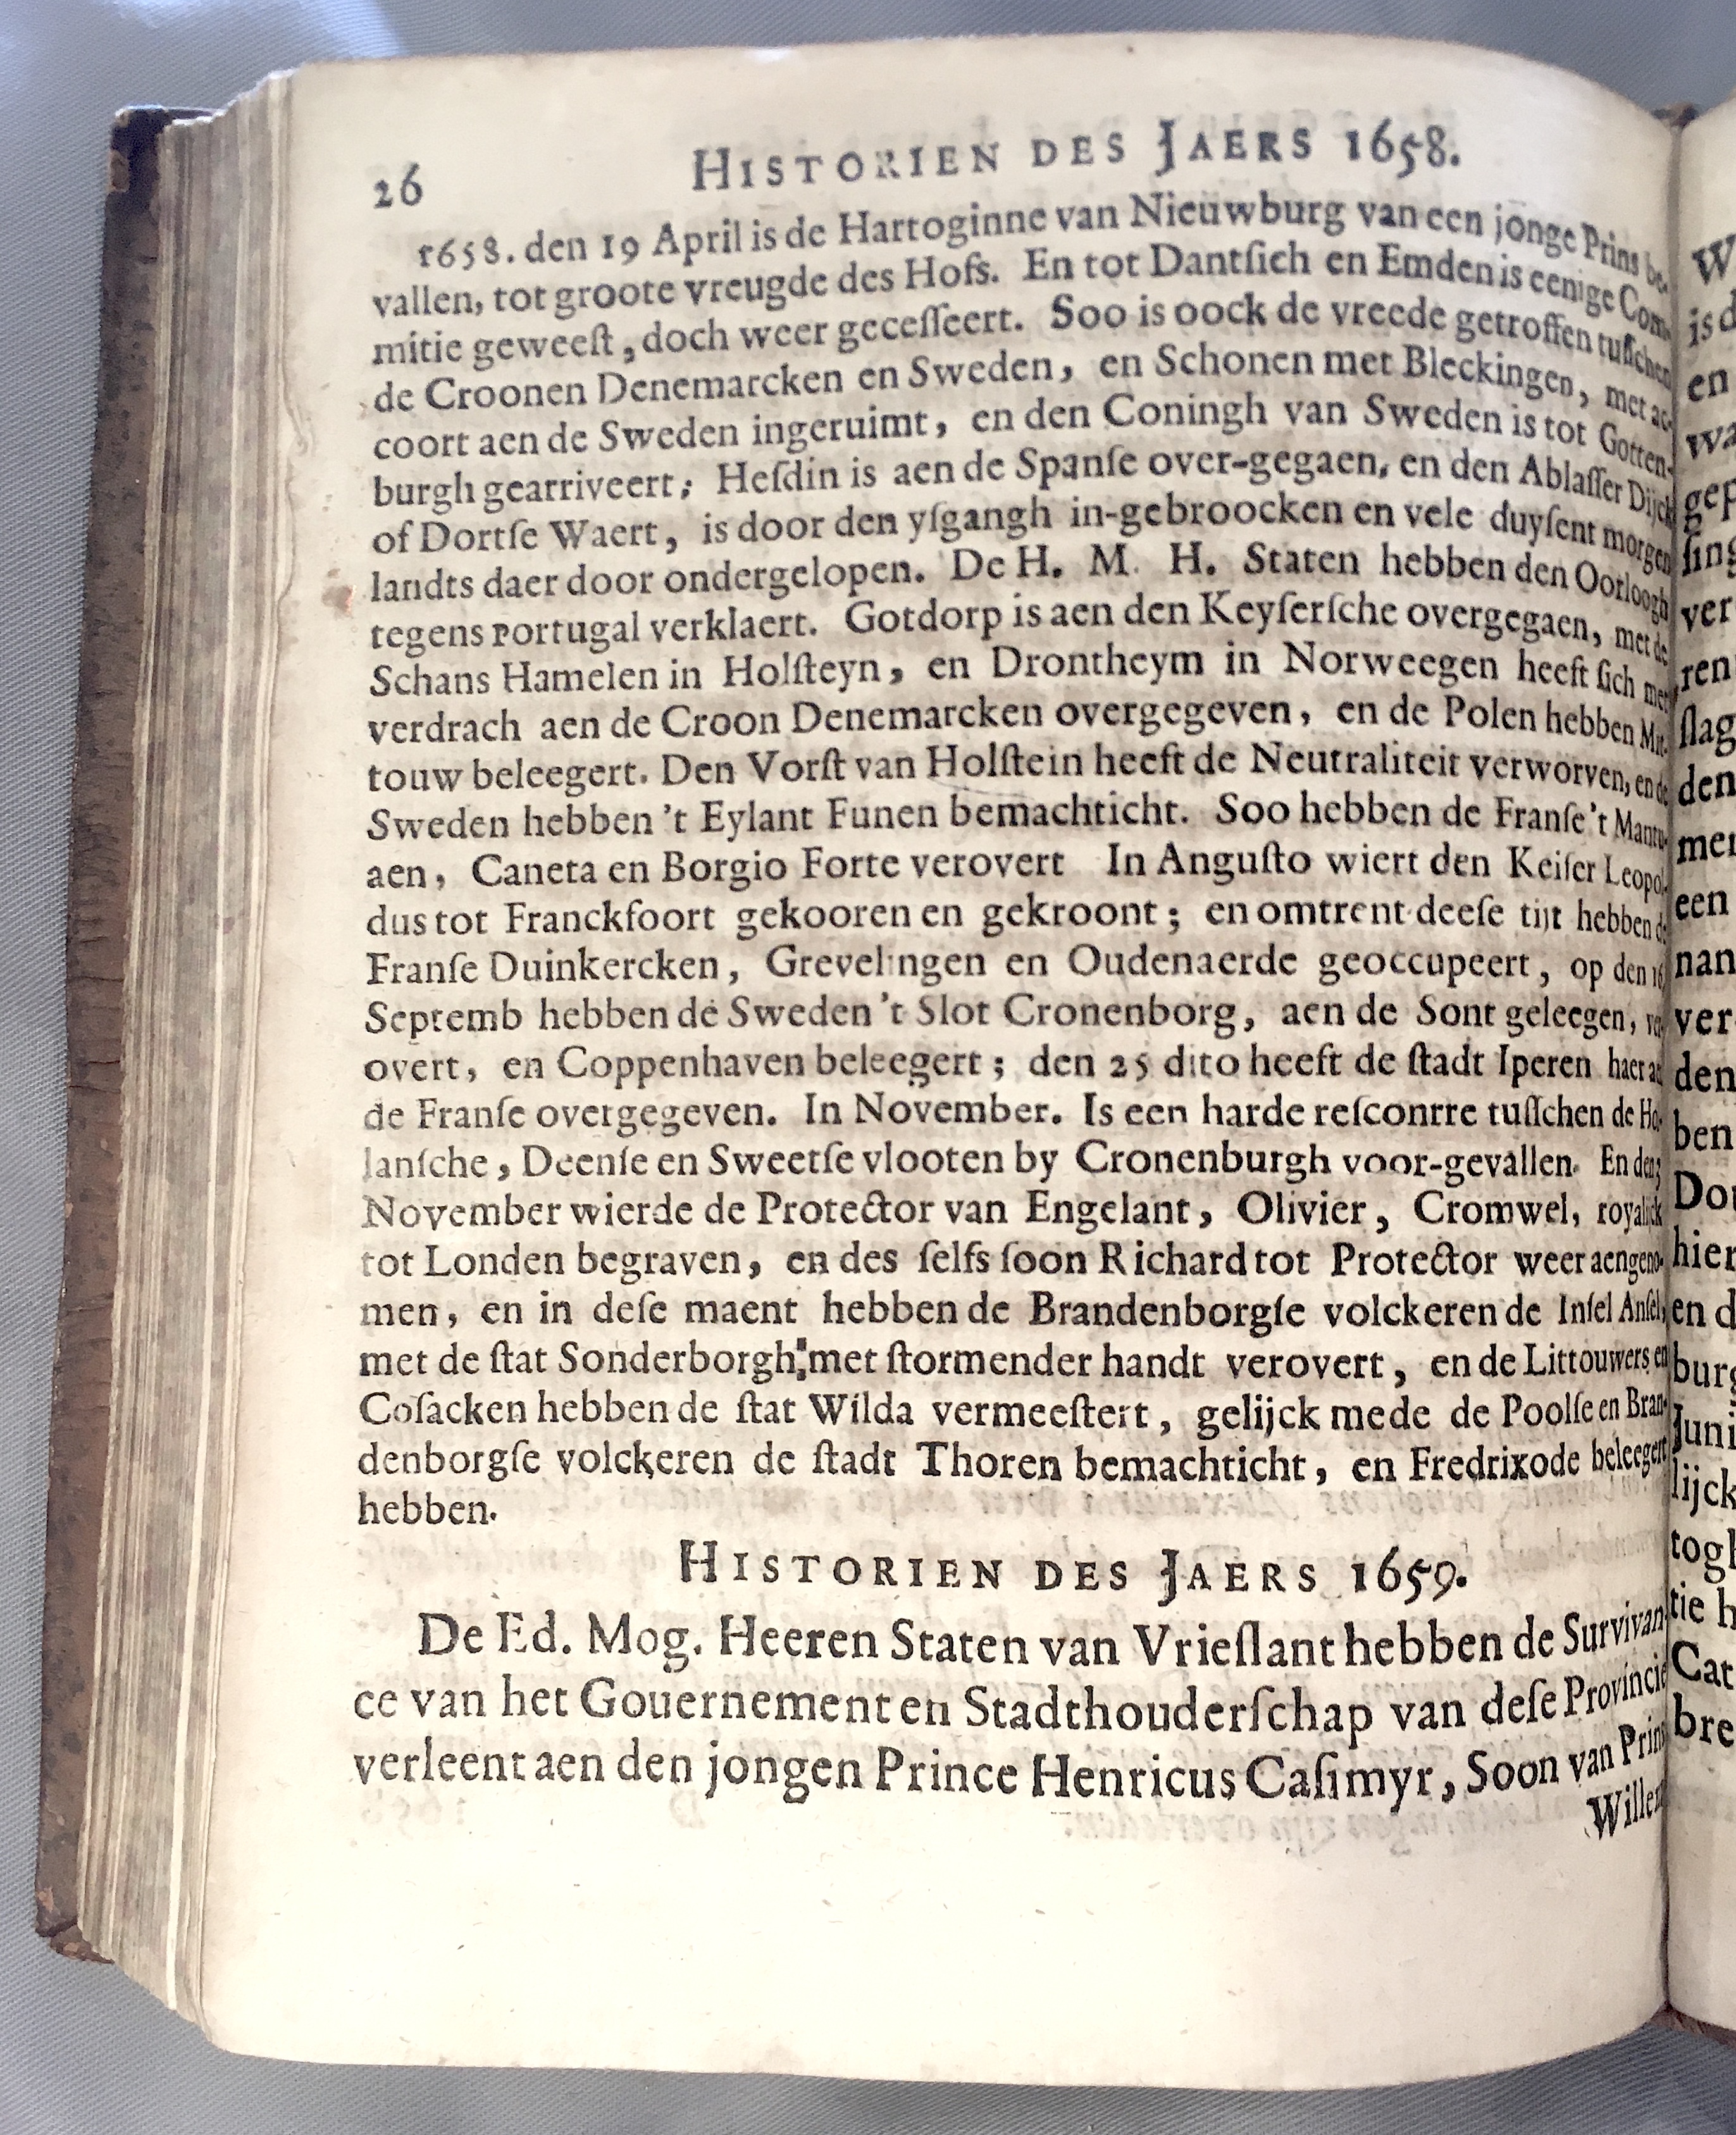 26 HISTORIEN DES JAERS 1658.
1658. den 19 April is de Hartoginne van Nieuwburg van een jonge Prins be-
vallen, tot groote vreugde des Hofs. En tot Dantſich en Emden is eenige Com-
mitie geweeſt, doch weer geceſſeert. Soo is oock de vreede getroffen tuſſchen
de Croonen Denemarcken en Sweden, en Schonen met Bleckingen, met ac-
coort aen de Sweden ingeruimt, en den Coningh van Sweden is tot Gotten-
burgh gearriveert; Heſdin is aen de Spanſe over-gegaen, en den Ablaſſer Dijck
of Dortſe Waert, is door den yſgangh in-gebroocken en vele duyſent morgen
landts daer door ondergelopen. De H. M. H. Staten hebben den Oorloogh
tegens Portugal verklaert. Gotdorp is aen den Keyſerſche overgegaen, met de
Schans Hamelen in Holſteyn, en Drontheym in Norweegen heeft ſich met
verdrach aen de Croon Denemarcken overgegeven, en de Polen hebben Mit-
touw beleegert. Den Vorſt van Holſtein heeft de Neutraliteit verworven, en de
Sweden hebben 't Eylant Funen bemachticht. Soo hebben de Franſe 't Mantu-
aen, Caneta en Borgio Forte verovert In Anguſto wiert den Keiſer Leopol-
dus tot Franckfoort gekooren en gekroont; en omtrent deeſe tijt hebben de
Franſe Duinkercken, Grevelingen en Oudenaerde geoccupeert, op den 16
Septemb hebben de Sweden 't Slot Cronenborg, aen de Sont geleegen, ver-
overt, en Coppenhaven beleegert; den 25 dito heeft de ſtadt Iperen haer aen
de Franſe overgegeven. In November. Is een harde reſconrre tuſſchen de Ho-
lanſche, Deenſe en Sweetſe vlooten by Cronenburgh voor-gevallen. En den
November wierde de Protector van Engelant, Olivier, Cromwel, royalijck
tot Londen begraven, en des ſelfs ſoon Richard tot Protector weer aengeno-
men, en in deſe maent hebben de Brandenborgſe volckeren de Inſel Anſel,
met de ſtat Sonderborgh, met ſtormender handt verovert, en de Littouwers en
Coſacken hebben de ſtat Wilda vermeeſtert, gelijck mede de Poolſe en Bran-
denborgſe volckeren de ſtadt Thoren bemachticht, en Fredrixode beleegert
hebben.
HISTORIEN DES JAERS 1659.
De Ed. Mog. Heeren Staten van Vrieſlant hebben de Survivan-
ce van het Gouernement en Stadthouderſchap van deſe Provincie
verleent aen den jongen Prince Henricus Caſimyr, Soon van Prins
Willem